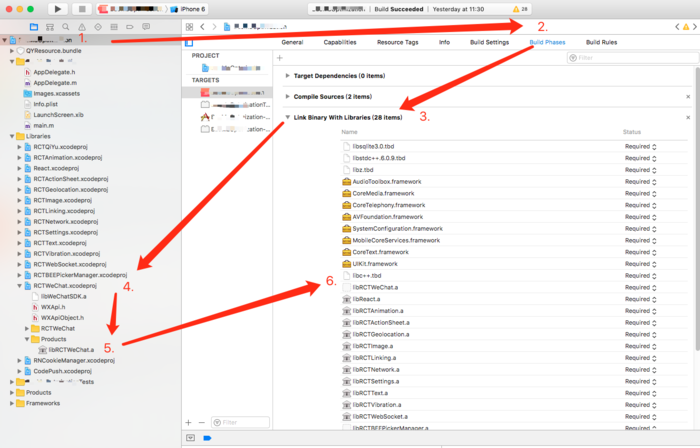 iPhone 6
Build Succeeded
Yesterday at 11:30
28
1.
2.
General
Capabilities
Resource Tags
Info
Build Settings
Build Phases
Build Rules
QYResource.bundle
AppDelegate.h
AppDelegate.m
Images.xcassets
Info.plist
LaunchScreen.xib
main.m
Libraries
RCTQiYu.xcodeproj
RCTAnimation.xcodeproj
React.xcodeproj
RCTActionSheet.xcodeproj
RCTGeolocation.xcodeproj
RCTImage.xcodeproj
RCTLinking.xcodeproj
RCTNetwork.xcodeproj
RCTSettings.xcodeproj
RCTText.xcodeproj
RCTVibration.xcodeproj
RCTWebSocket.xcodeproj
RCTBEEPickerManager.xcodeproj
RCTWeChat.xcodeproj
4.
libWeChatSDK.a
WXApi.h
WXApiObject.h
RCTWeChat
Products
5.
libRCTWeChat.a
RNCookieManager.xcodeproj
CodePush.xcodeproj
Tests
Products
Frameworks
PROJECT
TARGETS
Filter
Filter
Target Dependencies (0 items)
Compile Sources (2 items)
3.
Link Binary With Libraries (28 items)
Name Status
libsqlite3.0.tbd Required
libstdc++.6.0.9.tbd Required
libz.tbd Required
AudioToolbox.framework Required
CoreMedia.framework Required
CoreTelephony.framework Required
AVFoundation.framework Required
SystemConfiguration.framework Required
MobileCoreServices.framework Required
CoreText.framework Required
UIKit.framework Required
libc++.tbd Required
6.
libRCTWeChat.a Required
libReact.a Required
libRCTAnimation.a Required
libRCTActionSheet.a Required
libRCTGeolocation.a Required
libRCTImage.a Required
libRCTLinking.a Required
libRCTNetwork.a Required
libRCTSettings.a Required
libRCTText.a Required
libRCTVibration.a Required
libRCTWebSocket.a Required
libRCTBEEPickerManager.a Required